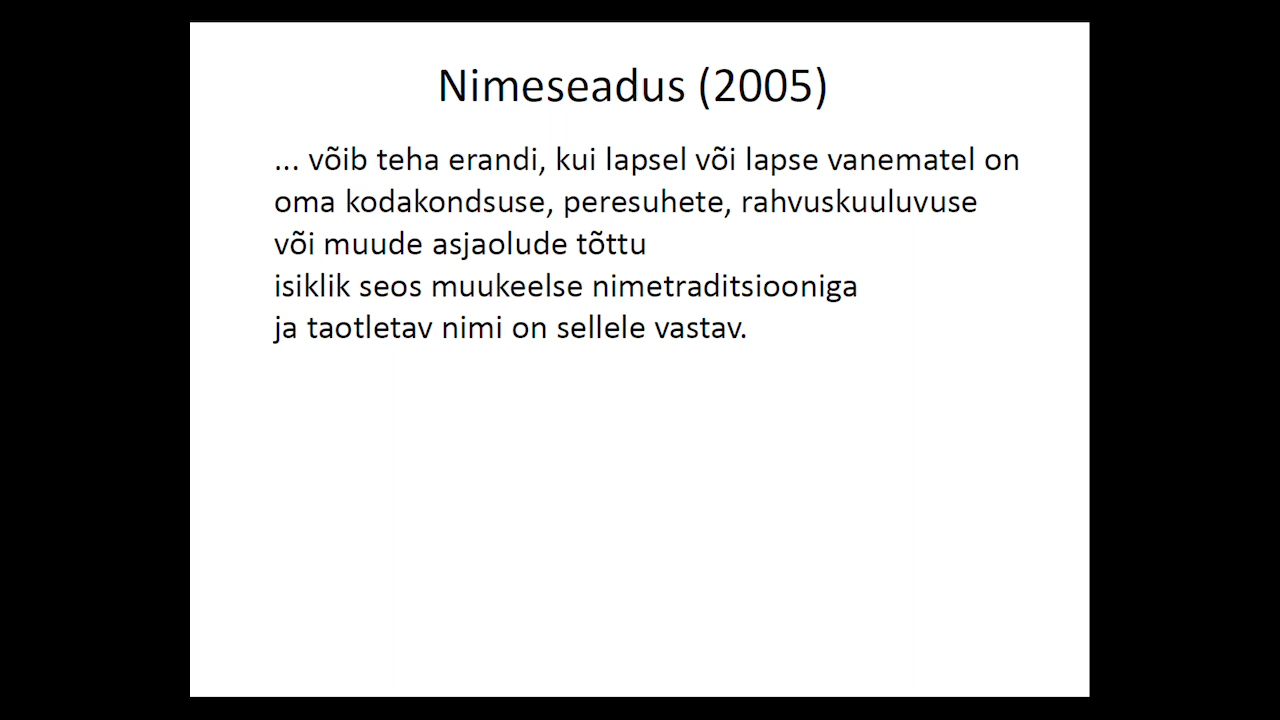 Nimeseadus (2005)
... võib teha erandi, kui lapsel või lapse vanematel on
oma kodakondsuse, peresuhete, rahvuskuuluvuse
või muude asjaolude tõttu
isiklik seos muukeelse nimetraditsiooniga
ja taotletav nimi on sellele vastav.